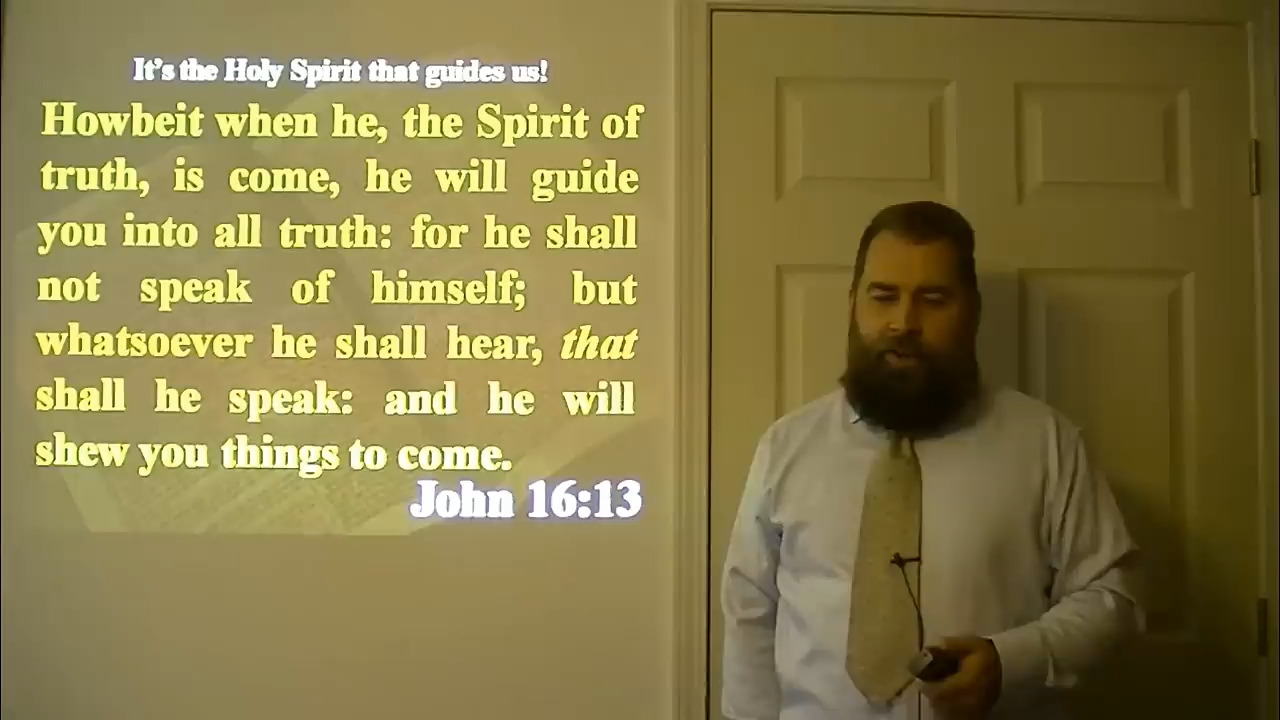 It's the Holy Spirit that guides us!
Howbeit when he, the Spirit of
truth, is come, he will guide
you into all truth: for he shall
not speak of himself; but
whatsoever he shall hear, that
shall he speak: and he will
shew you things to come.
John 16:13